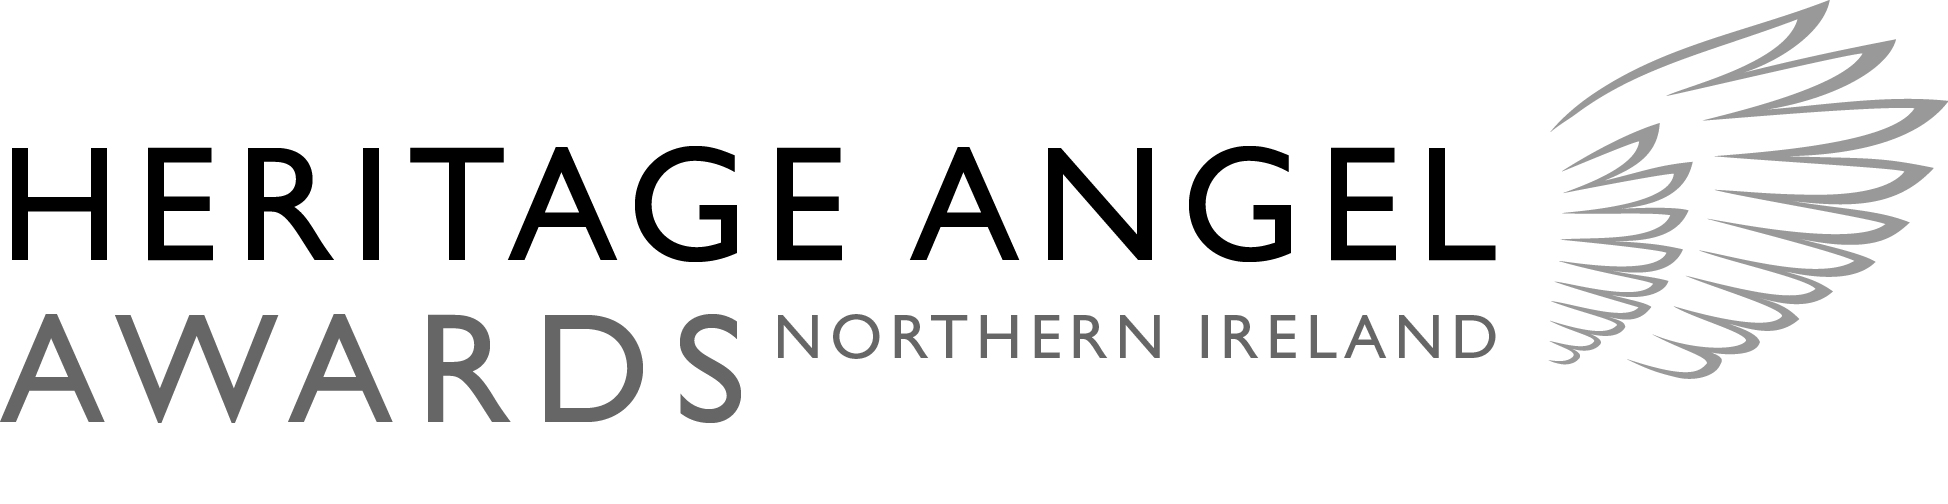 HERITAGE ANGEL
AWARDS NORTHERN IRELAND